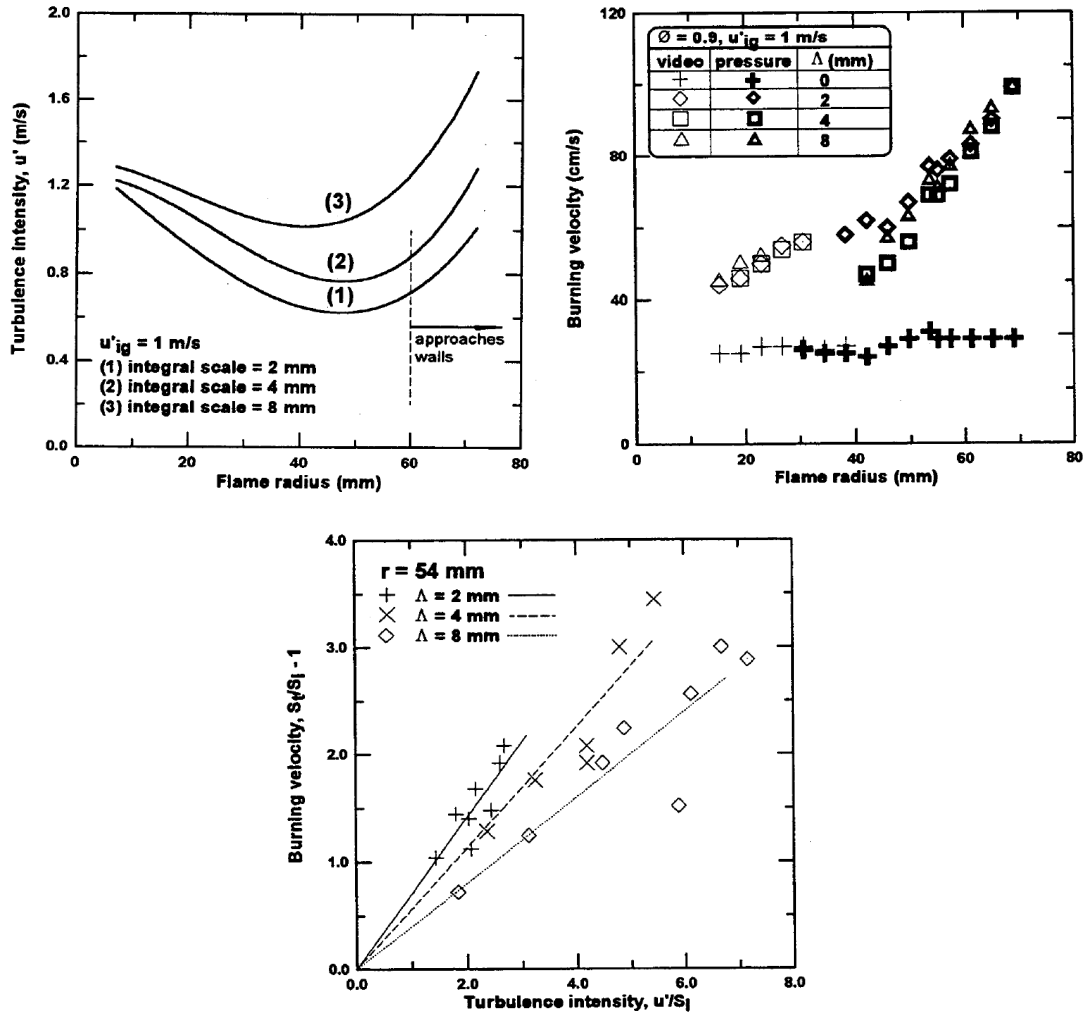 2.0
1.6
1.2
0.8
0.4
0.0
Turbulence intensity, u' (m/s)
(3)
(2)
(1)
approaches
walls
u'ig = 1 m/s
(1) integral scale = 2 mm
(2) integral scale = 4 mm
(3) integral scale = 8 mm
0 20 40 60 80
Flame radius (mm)
120
80
40
0
Burning velocity (cm/s)
Ø = 0.9, u'ig = 1 m/s
video pressure Λ (mm)
0
2
4
8
0 20 40 60 80
Flame radius (mm)
4.0
3.0
2.0
1.0
0.0
Burning velocity, St/Sl - 1
r = 54 mm
Λ = 2 mm
Λ = 4 mm
Λ = 8 mm
2.0 4.0 6.0 8.0
Turbulence intensity, u'/Sl